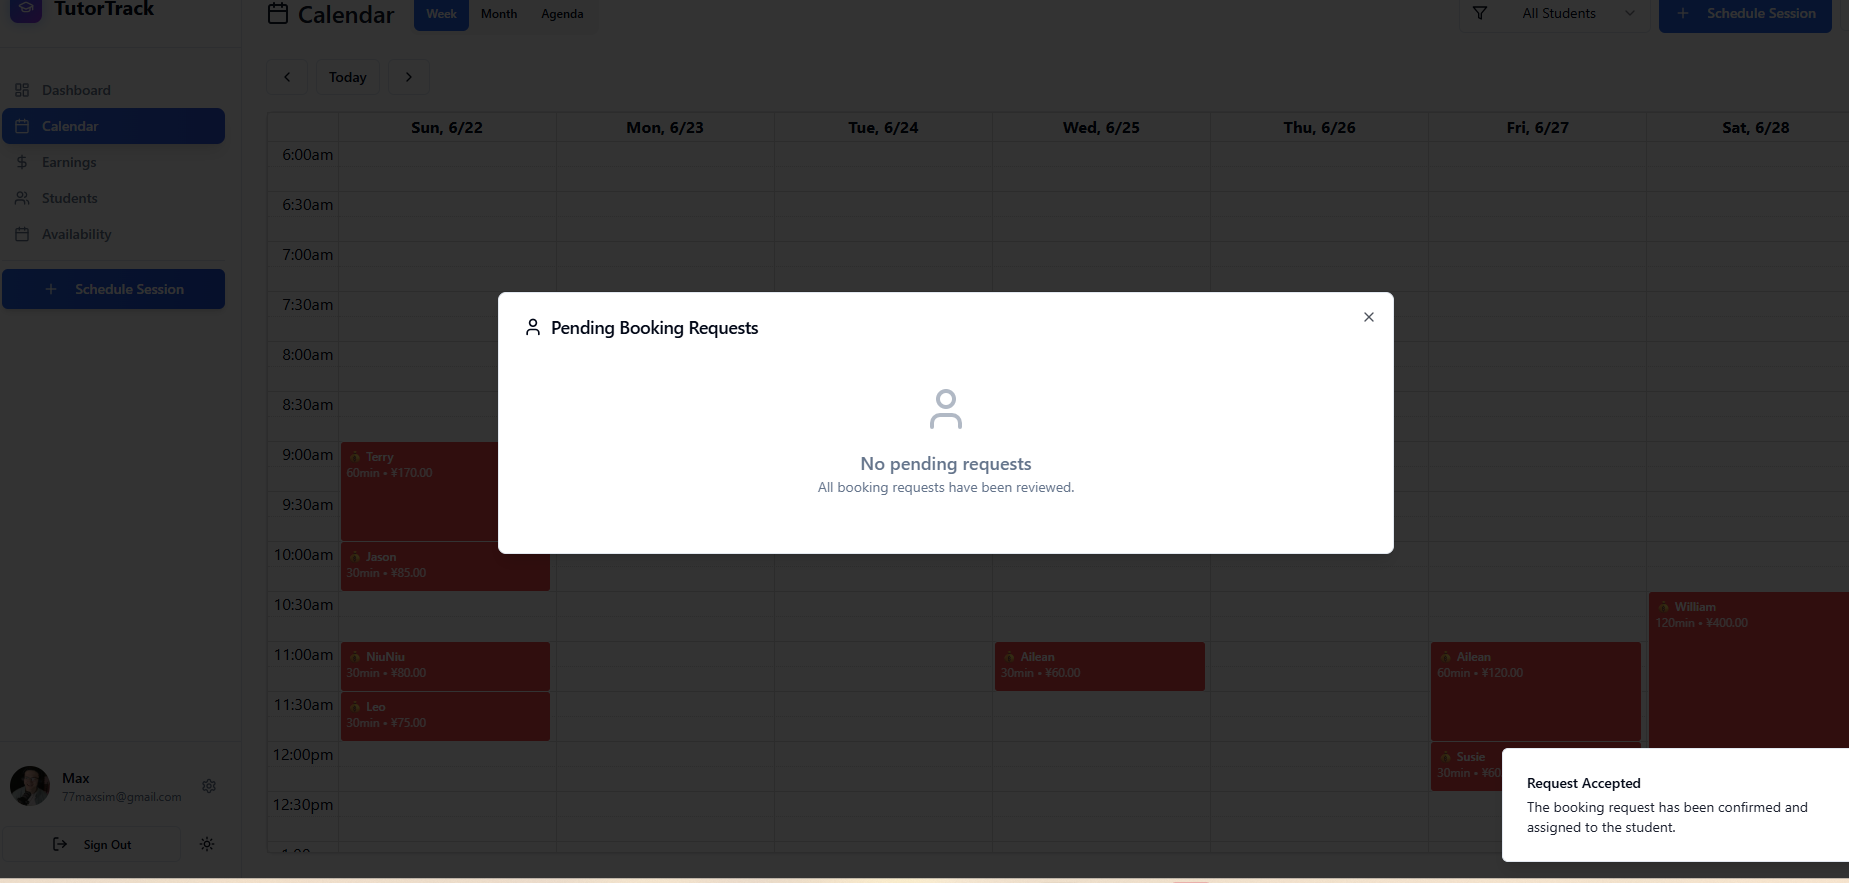 TutorTrack
Calendar
Week
Month
Agenda
All Students
Schedule Session
Today
Dashboard
Calendar
Earnings
Students
Availability
Schedule Session
Sun, 6/22
Mon, 6/23
Tue, 6/24
Wed, 6/25
Thu, 6/26
Fri, 6/27
Sat, 6/28
6:00am
6:30am
7:00am
7:30am
8:00am
8:30am
9:00am
9:30am
10:00am
10:30am
11:00am
11:30am
12:00pm
12:30pm
Terry
60min • ¥170.00
Jason
30min • ¥85.00
NiuNiu
30min • ¥80.00
Leo
30min • ¥75.00
Ailean
30min • ¥60.00
Ailean
60min • ¥120.00
Susie
30min • ¥60
William
120min • ¥400.00
Pending Booking Requests
No pending requests
All booking requests have been reviewed.
Max
77maxsim@gmail.com
Sign Out
Request Accepted
The booking request has been confirmed and
assigned to the student.